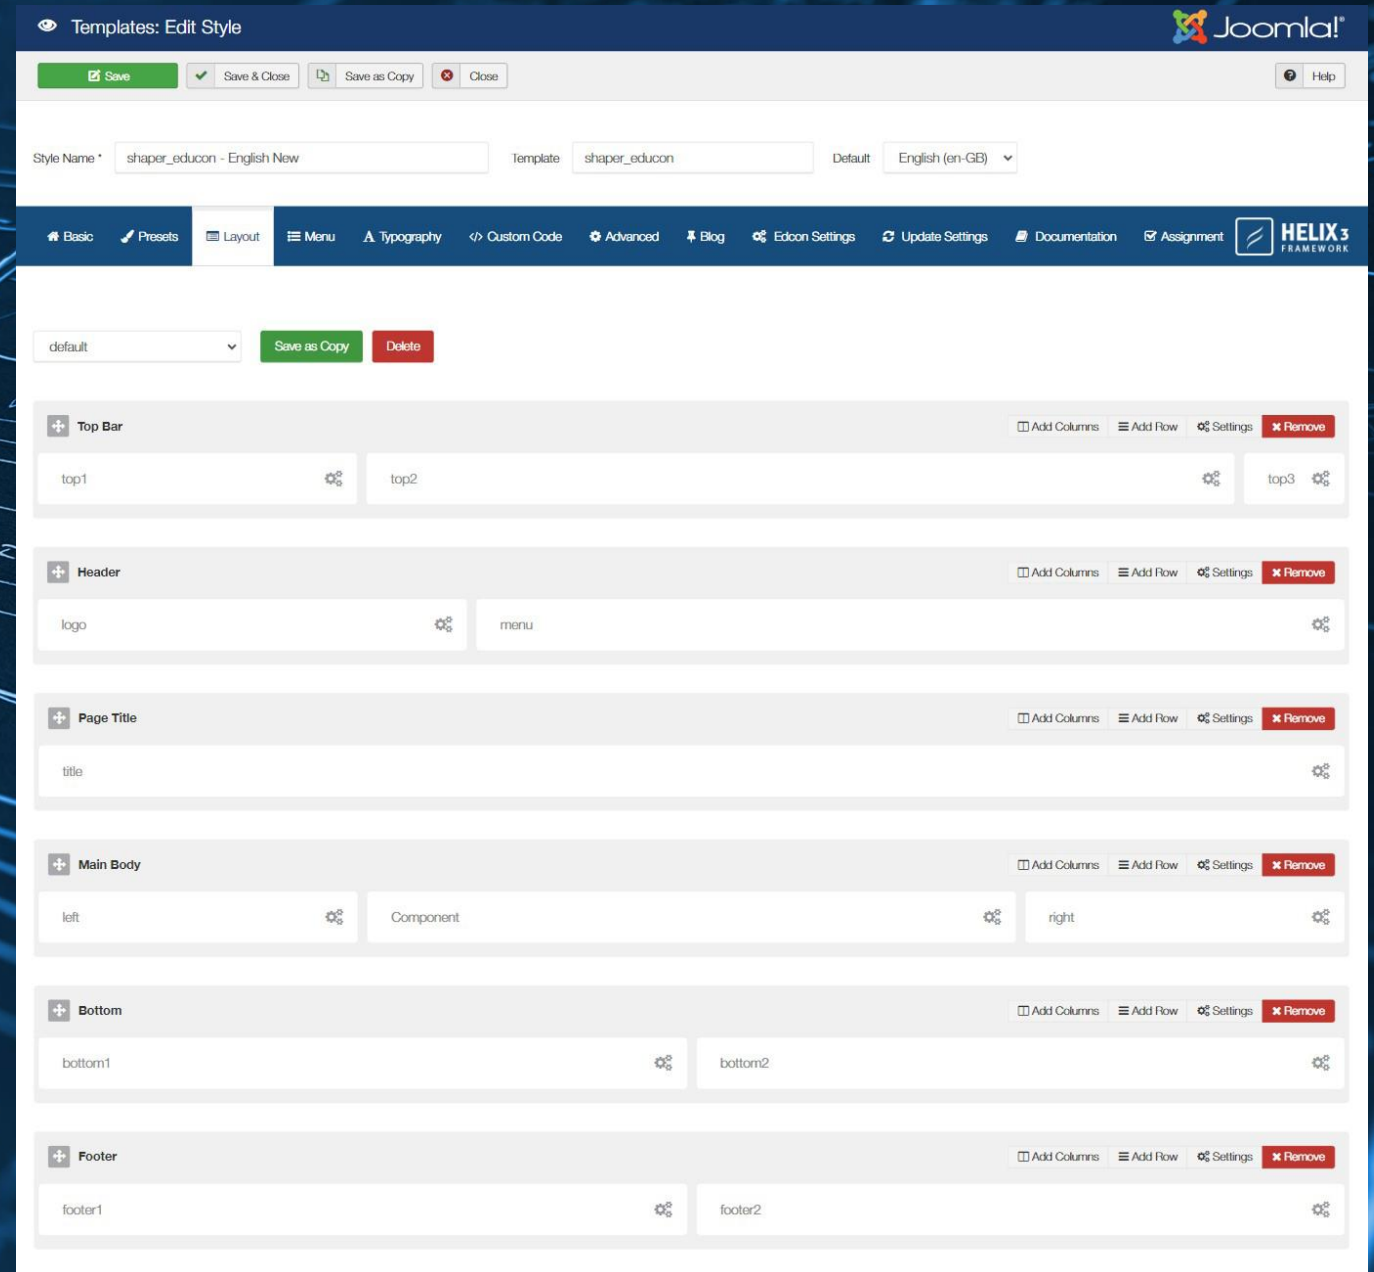 Templates: Edit Style
Joomla!®
Save Save & Close Save as Copy Close Help
Style Name * shaper_educon - English New Template shaper_educon Default English (en-GB)
Basic Presets Layout Menu Typography Custom Code Advanced Blog Edcon Settings Update Settings Documentation Assignment HELIX3
FRAMEWORK
default Save as Copy Delete
Top Bar Add Columns Add Row Settings Remove
top1 top2 top3
Header Add Columns Add Row Settings Remove
logo menu
Page Title Add Columns Add Row Settings Remove
title
Main Body Add Columns Add Row Settings Remove
left Component right
Bottom Add Columns Add Row Settings Remove
bottom1 bottom2
Footer Add Columns Add Row Settings Remove
footer1 footer2